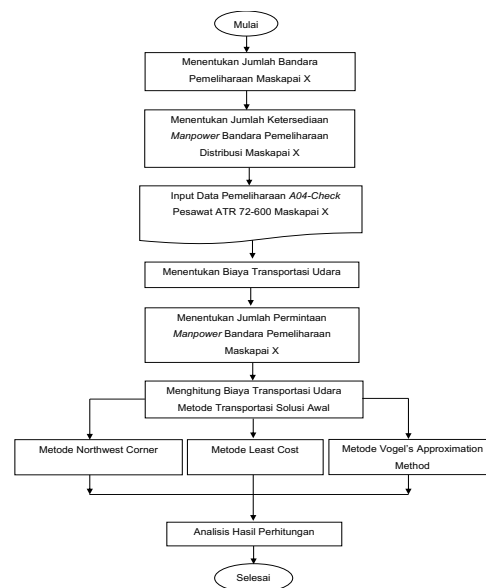 Mulai
Menentukan Jumlah Bandara
Pemeliharaan Maskapai X
Menentukan Jumlah Ketersediaan
Manpower Bandara Pemeliharaan
Distribusi Maskapai X
Input Data Pemeliharaan A04-Check
Pesawat ATR 72-600 Maskapai X
Menentukan Biaya Transportasi Udara
Menentukan Jumlah Permintaan
Manpower Bandara Pemeliharaan
Maskapai X
Menghitung Biaya Transportasi Udara
Metode Transportasi Solusi Awal
Metode Northwest Corner
Metode Least Cost
Metode Vogel's Approximation
Method
Analisis Hasil Perhitungan
Selesai